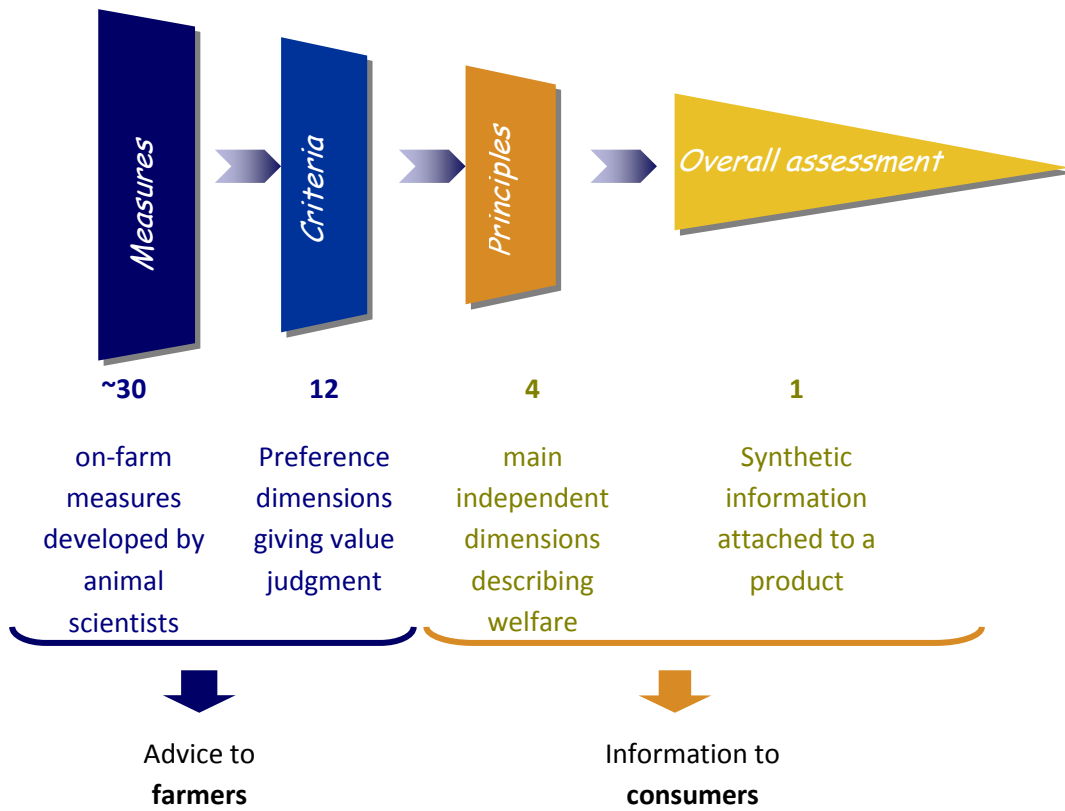 Measures
Criteria
Principles
Overall assessment
~30
12
4
1
on-farm
measures
developed by
animal
scientists
Preference
dimensions
giving value
judgment
main
independent
dimensions
describing
welfare
Synthetic
information
attached to a
product
Advice to
farmers
Information to
consumers